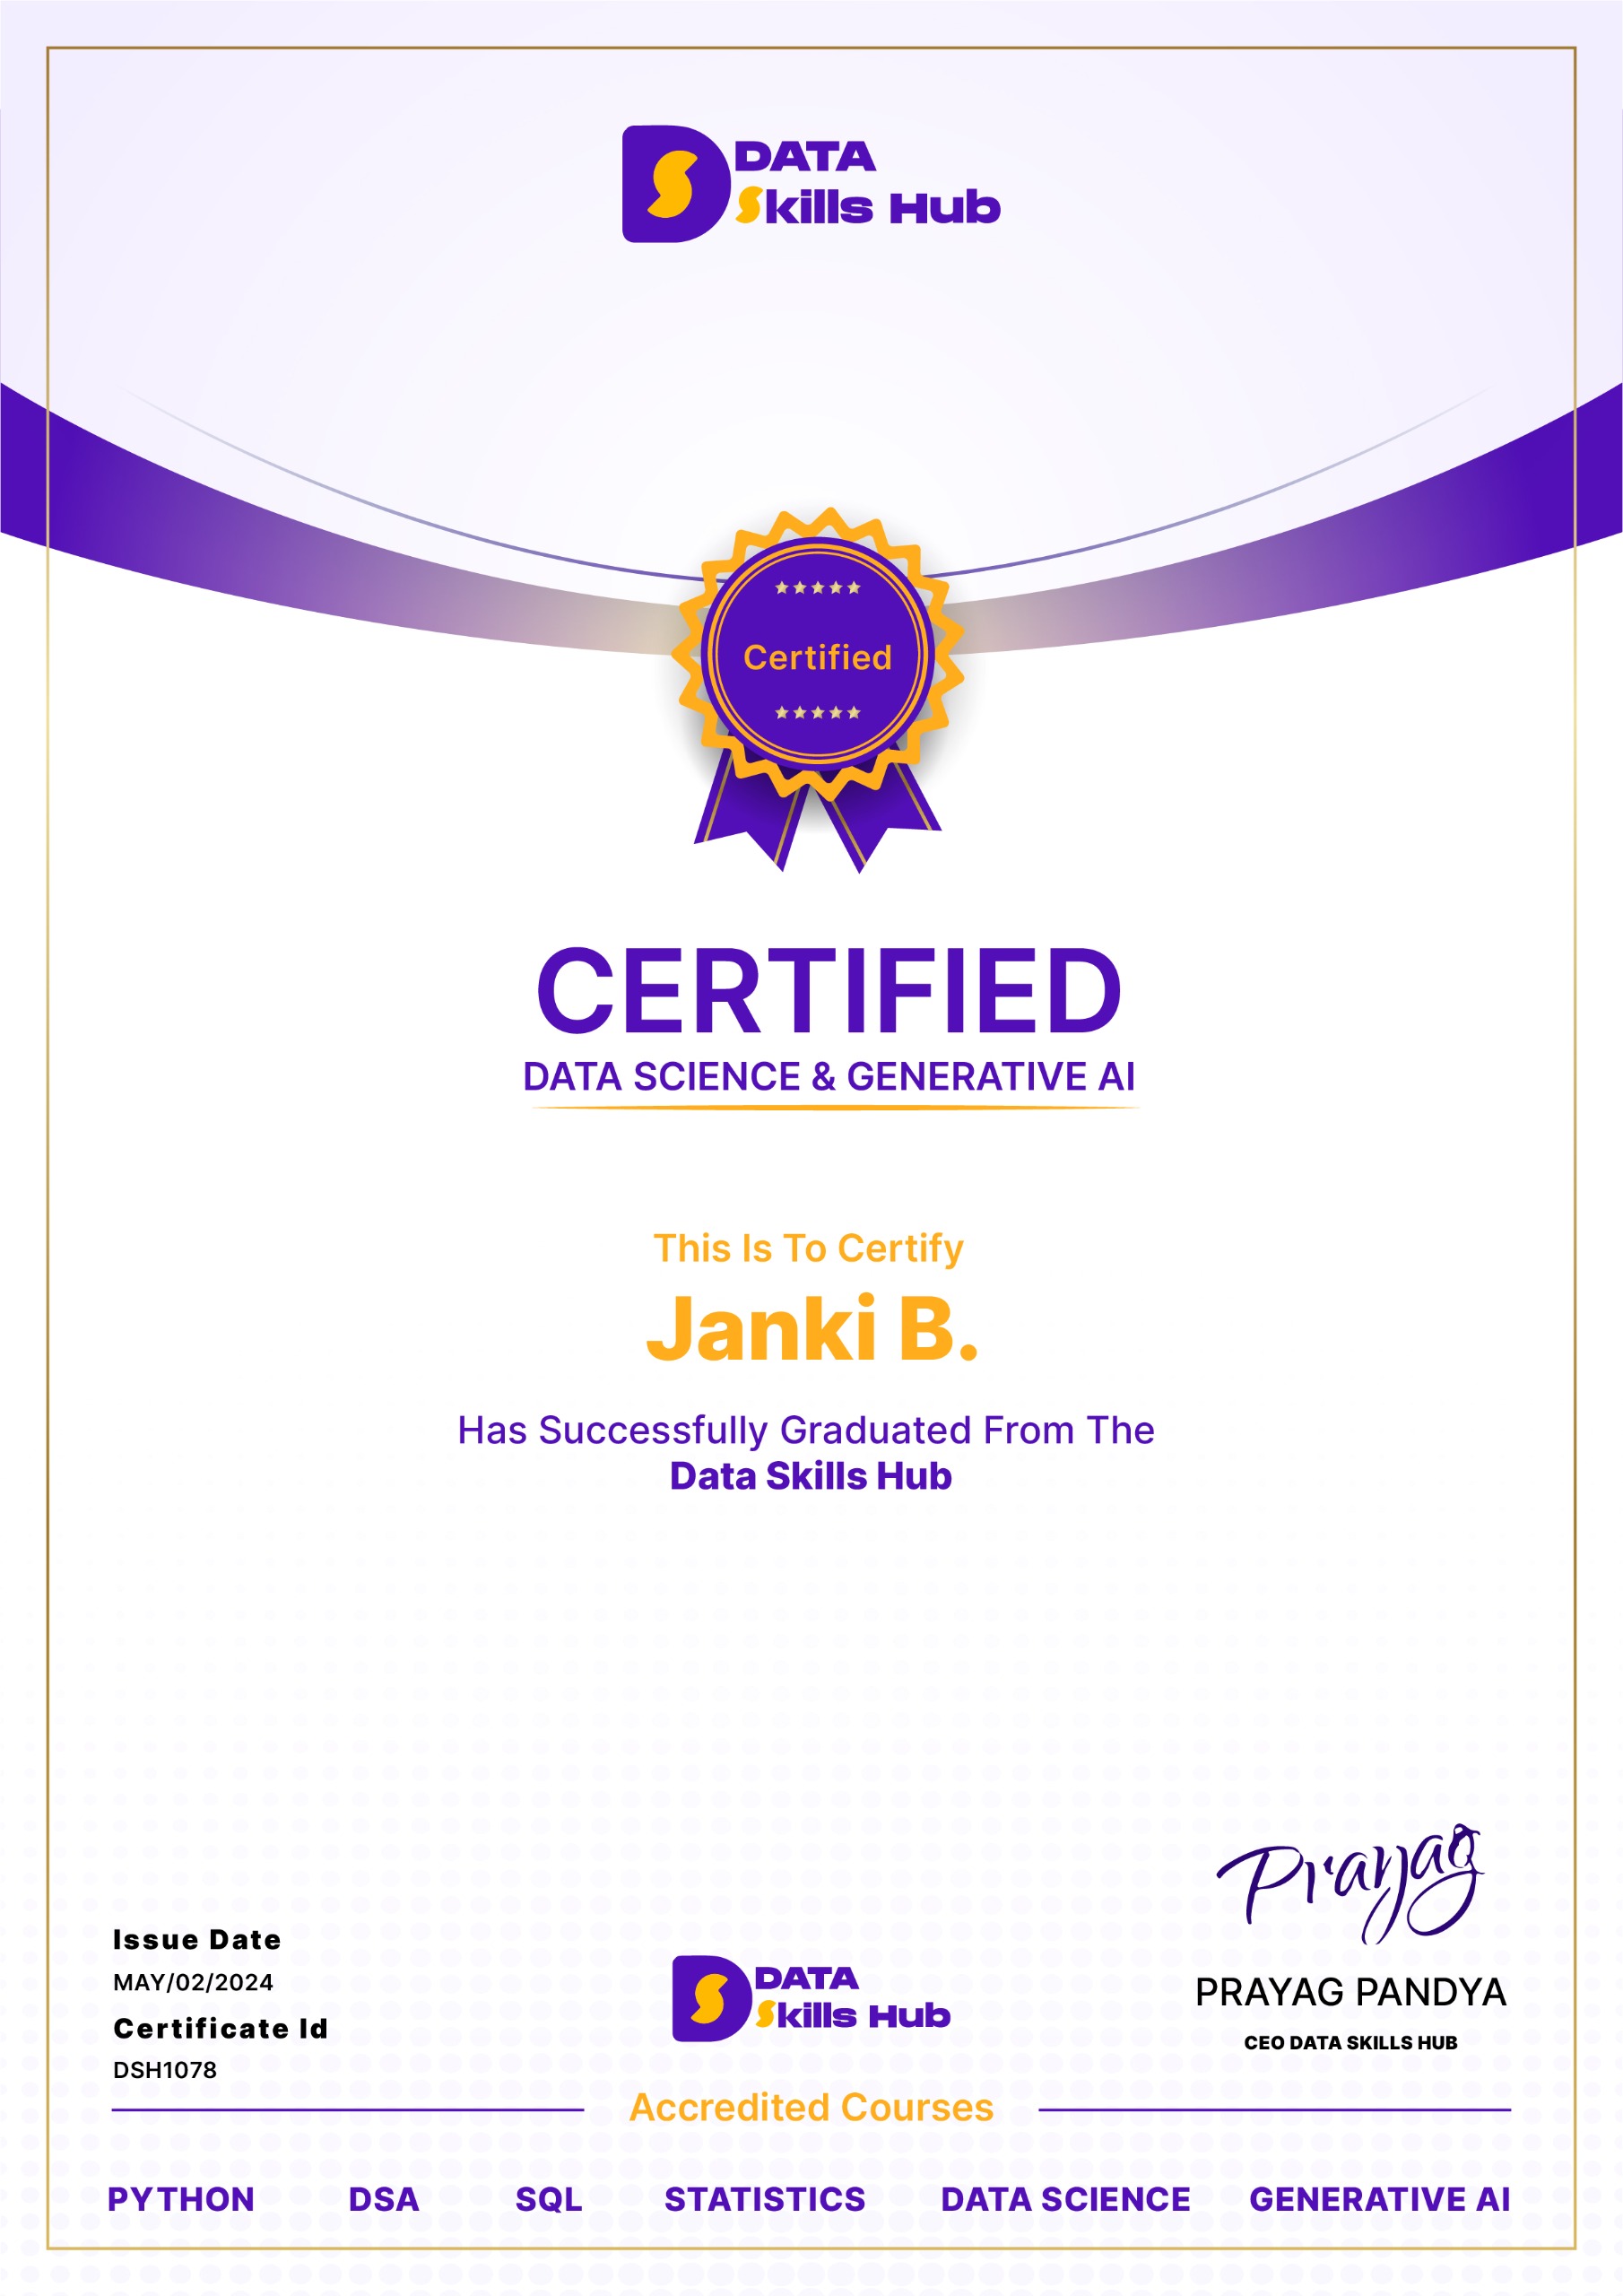 DATA
Skills Hub
Certified
CERTIFIED
DATA SCIENCE & GENERATIVE AI
This Is To Certify
Janki B.
Has Successfully Graduated From The
Data Skills Hub
Prayag
Issue Date
MAY/02/2024
Certificate Id
DSH1078
DATA
Skills Hub
PRAYAG PANDYA
CEO DATA SKILLS HUB
Accredited Courses
PYTHON DSA SQL STATISTICS DATA SCIENCE GENERATIVE AI